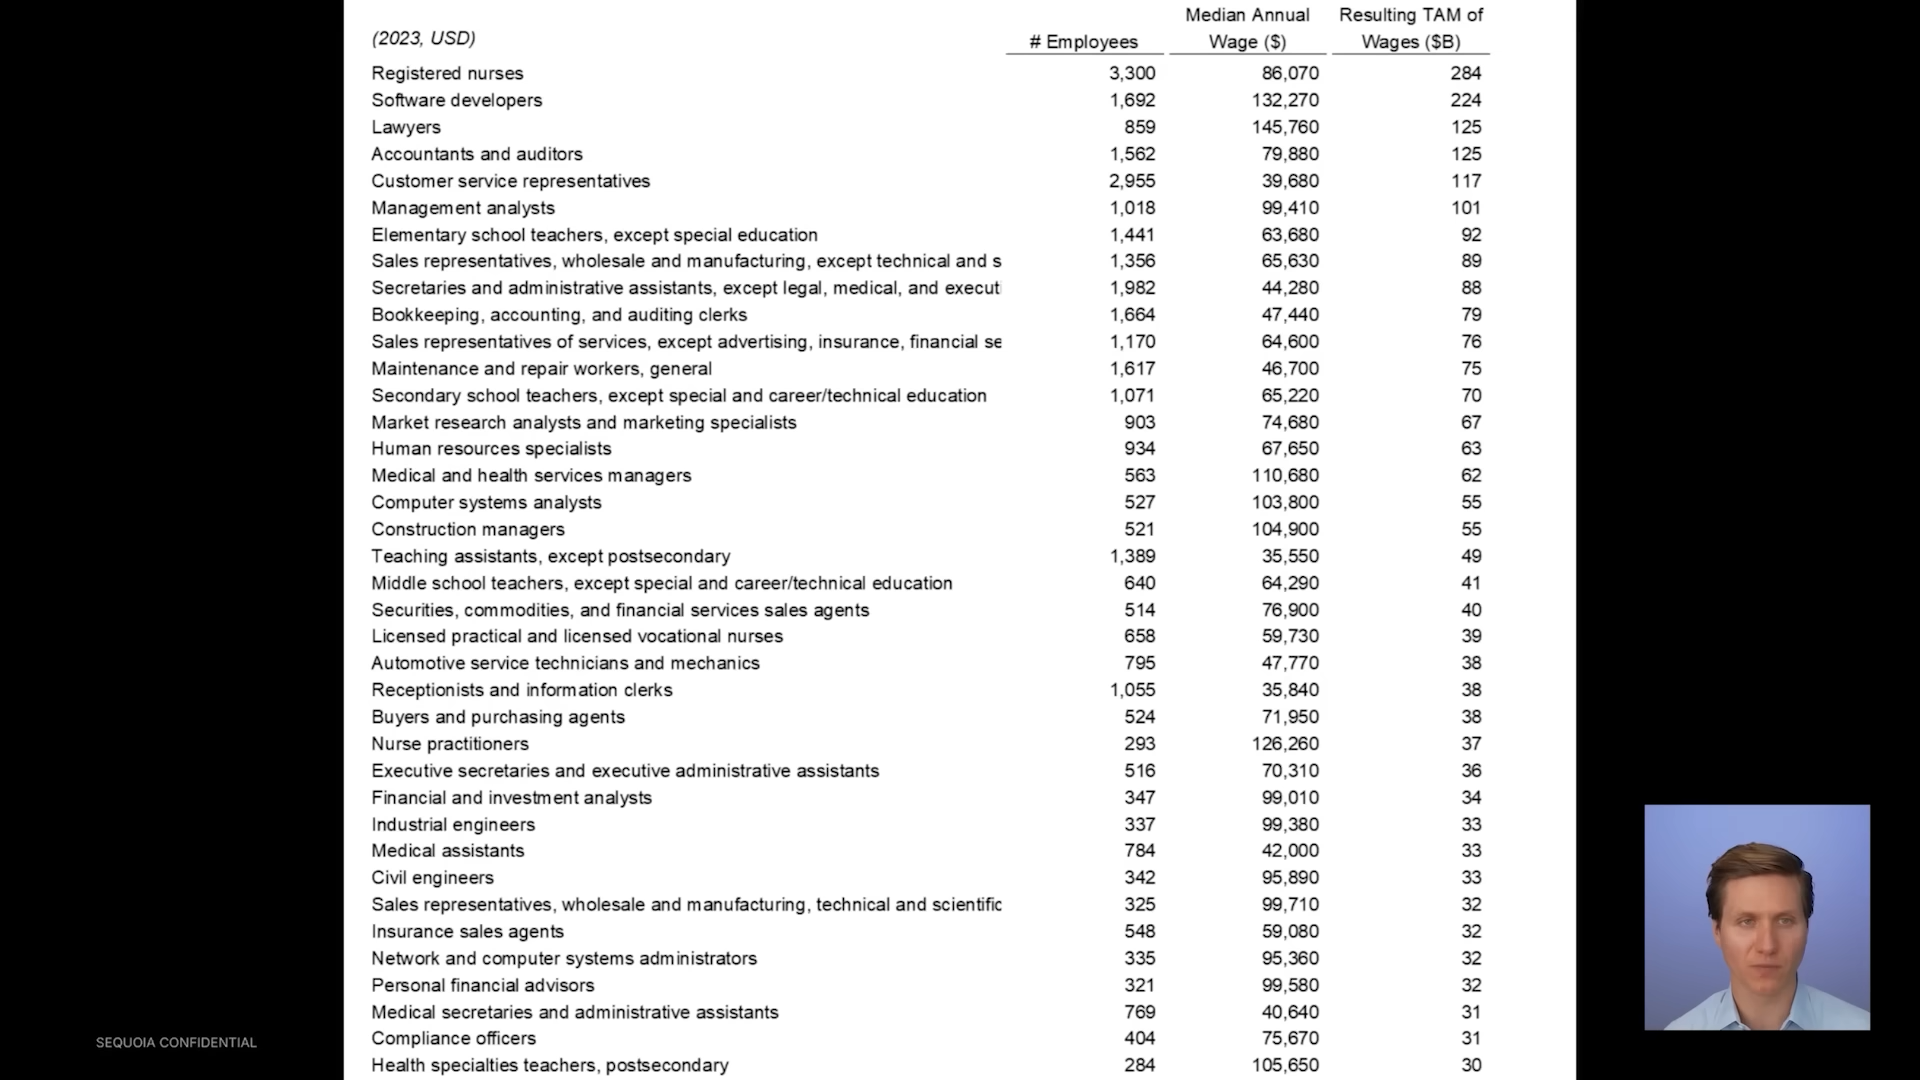 (2023, USD) # Employees Median Annual Wage ($) Resulting TAM of Wages ($B)
Registered nurses 3,300 86,070 284
Software developers 1,692 132,270 224
Lawyers 859 145,760 125
Accountants and auditors 1,562 79,880 125
Customer service representatives 2,955 39,680 117
Management analysts 1,018 99,410 101
Elementary school teachers, except special education 1,441 63,680 92
Sales representatives, wholesale and manufacturing, except technical and s 1,356 65,630 89
Secretaries and administrative assistants, except legal, medical, and executi 1,982 44,280 88
Bookkeeping, accounting, and auditing clerks 1,664 47,440 79
Sales representatives of services, except advertising, insurance, financial se 1,170 64,600 76
Maintenance and repair workers, general 1,617 46,700 75
Secondary school teachers, except special and career/technical education 1,071 65,220 70
Market research analysts and marketing specialists 903 74,680 67
Human resources specialists 934 67,650 63
Medical and health services managers 563 110,680 62
Computer systems analysts 527 103,800 55
Construction managers 521 104,900 55
Teaching assistants, except postsecondary 1,389 35,550 49
Middle school teachers, except special and career/technical education 640 64,290 41
Securities, commodities, and financial services sales agents 514 76,900 40
Licensed practical and licensed vocational nurses 658 59,730 39
Automotive service technicians and mechanics 795 47,770 38
Receptionists and information clerks 1,055 35,840 38
Buyers and purchasing agents 524 71,950 38
Nurse practitioners 293 126,260 37
Executive secretaries and executive administrative assistants 516 70,310 36
Financial and investment analysts 347 99,010 34
Industrial engineers 337 99,380 33
Medical assistants 784 42,000 33
Civil engineers 342 95,890 33
Sales representatives, wholesale and manufacturing, technical and scientific 325 99,710 32
Insurance sales agents 548 59,080 32
Network and computer systems administrators 335 95,360 32
Personal financial advisors 321 99,580 32
Medical secretaries and administrative assistants 769 40,640 31
Compliance officers 404 75,670 31
Health specialties teachers, postsecondary 284 105,650 30
SEQUOIA CONFIDENTIAL